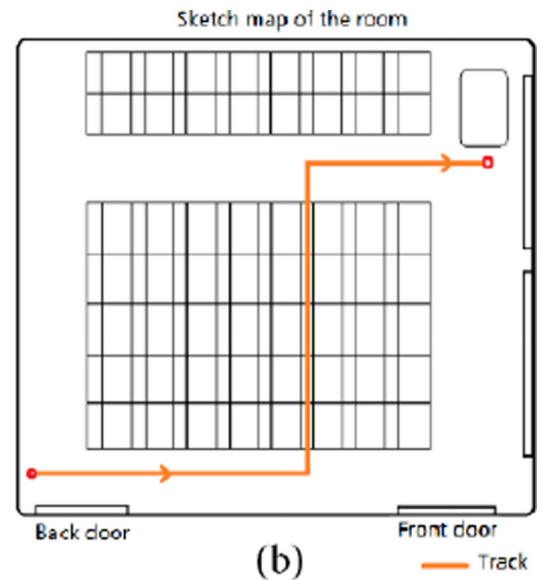 Sketch map of the room
Back door
Front door
(b)
Track